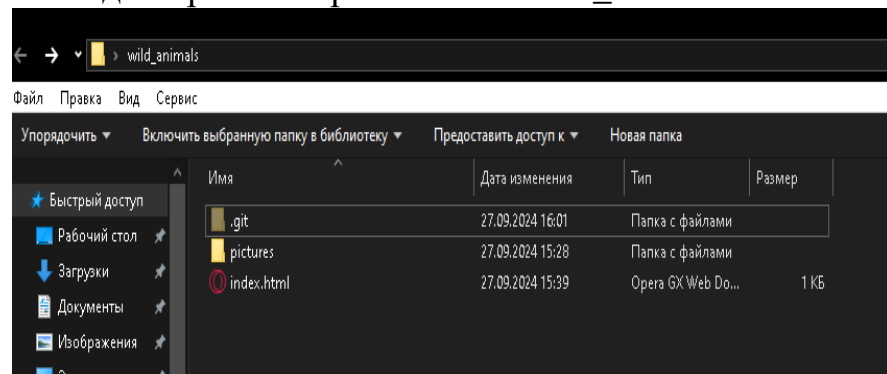 wild_animals
Файл Правка Вид Сервис
Упорядочить Включить выбранную папку в библиотеку Предоставить доступ к Новая папка
Имя Дата изменения Тип Размер
Быстрый доступ
.git 27.09.2024 16:01 Папка с файлами
Рабочий стол
pictures 27.09.2024 15:28 Папка с файлами
Загрузки
index.html 27.09.2024 15:39 Opera GX Web Do... 1 КБ
Документы
Изображения